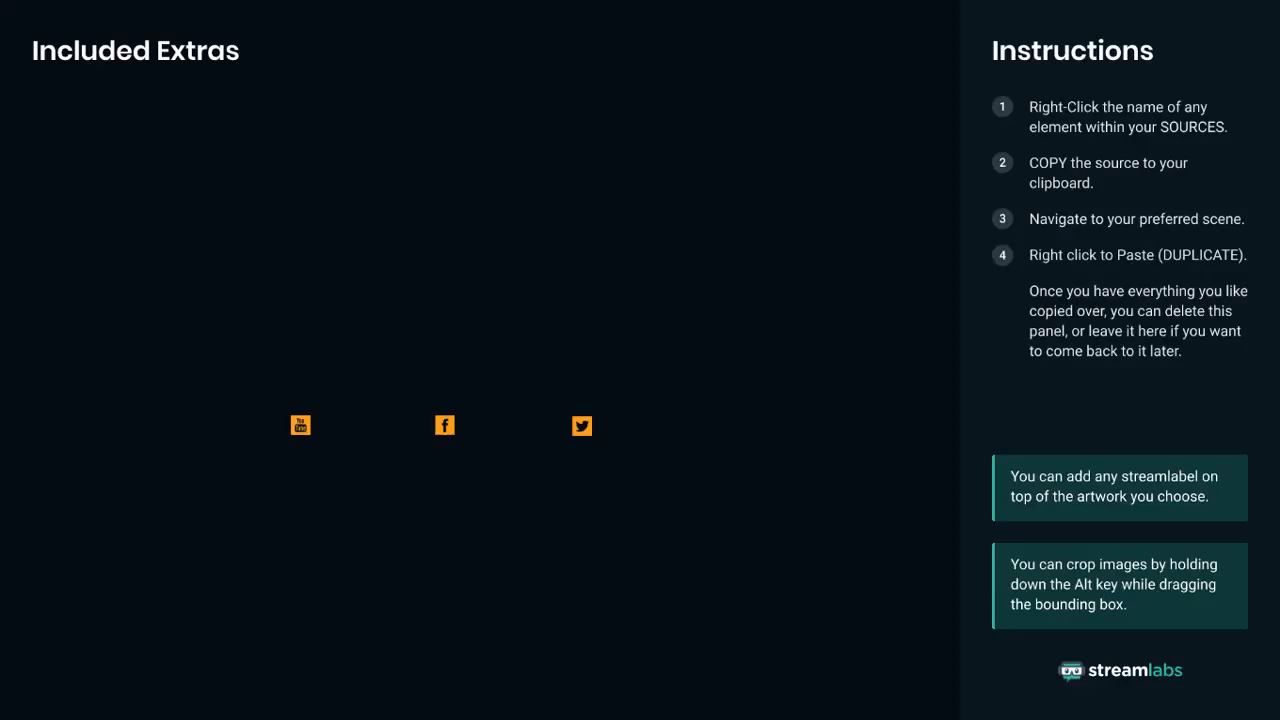 Included Extras
You
Tube
f
Instructions
1 Right-Click the name of any
element within your SOURCES.
2 COPY the source to your
clipboard.
3 Navigate to your preferred scene.
4 Right click to Paste (DUPLICATE).
Once you have everything you like
copied over, you can delete this
panel, or leave it here if you want
to come back to it later.
You can add any streamlabel on
top of the artwork you choose.
You can crop images by holding
down the Alt key while dragging
the bounding box.
streamlabs